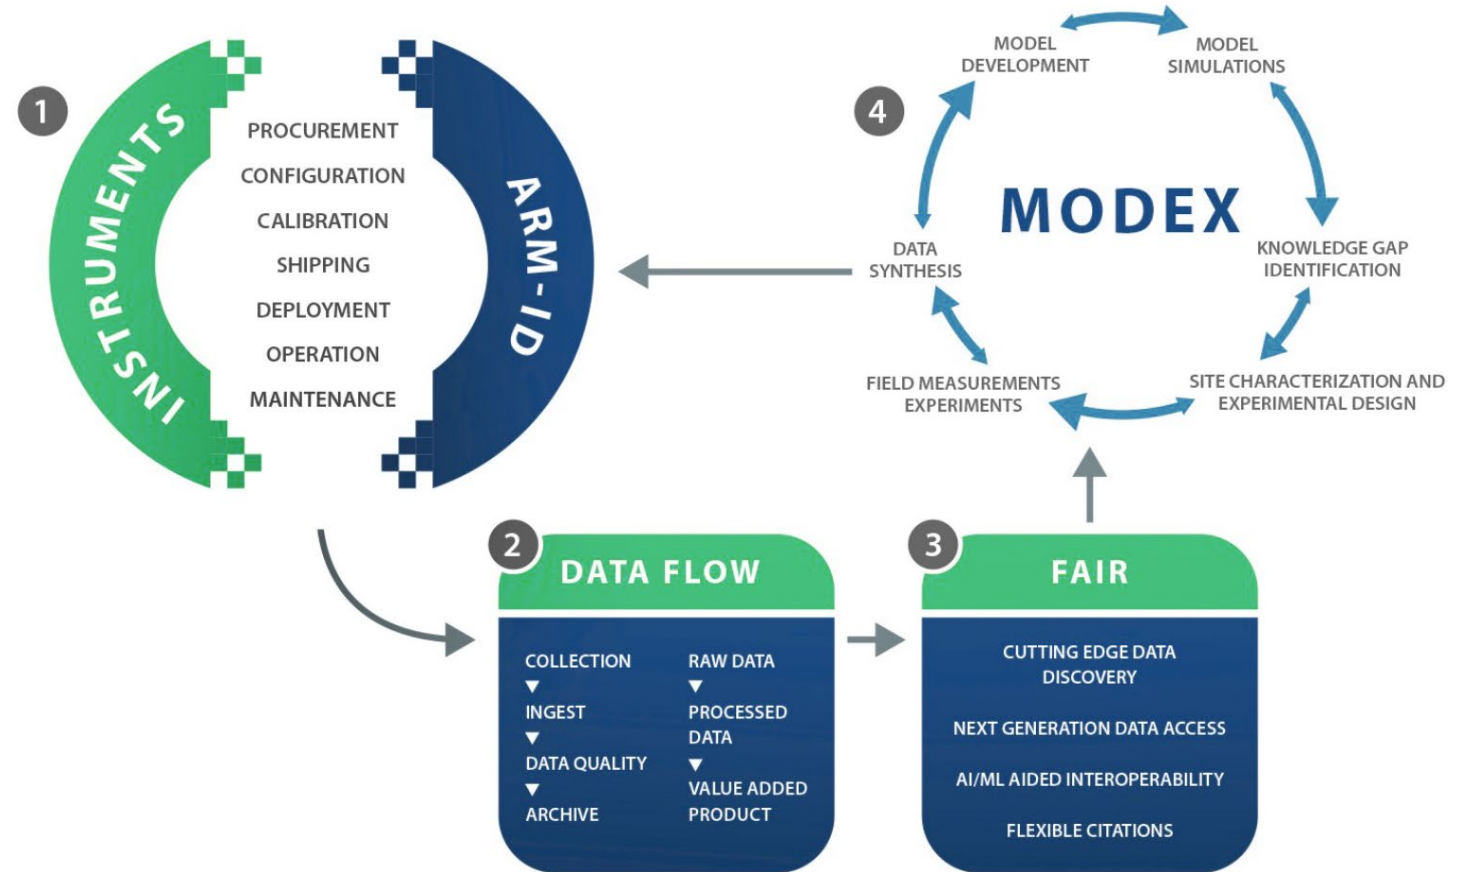 1
INSTRUMENTS
PROCUREMENT
CONFIGURATION
CALIBRATION
SHIPPING
DEPLOYMENT
OPERATION
MAINTENANCE
ARM-ID
2
DATA FLOW
COLLECTION
▼
INGEST
▼
DATA QUALITY
▼
ARCHIVE
RAW DATA
▼
PROCESSED
DATA
▼
VALUE ADDED
PRODUCT
3
FAIR
CUTTING EDGE DATA
DISCOVERY
NEXT GENERATION DATA ACCESS
AI/ML AIDED INTEROPERABILITY
FLEXIBLE CITATIONS
4
MODEX
MODEL
DEVELOPMENT
MODEL
SIMULATIONS
KNOWLEDGE GAP
IDENTIFICATION
SITE CHARACTERIZATION AND
EXPERIMENTAL DESIGN
FIELD MEASUREMENTS
EXPERIMENTS
DATA
SYNTHESIS